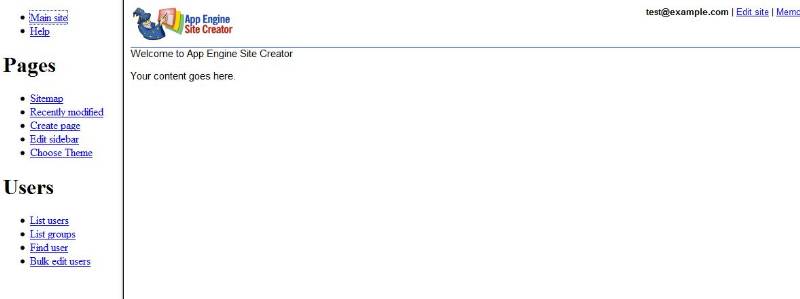 Main site
Help
Pages
Sitemap
Recently modified
Create page
Edit sidebar
Choose Theme
Users
List users
List groups
Find user
Bulk edit users
App Engine
Site Creator
test@example.com | Edit site | Memc
Welcome to App Engine Site Creator
Your content goes here.